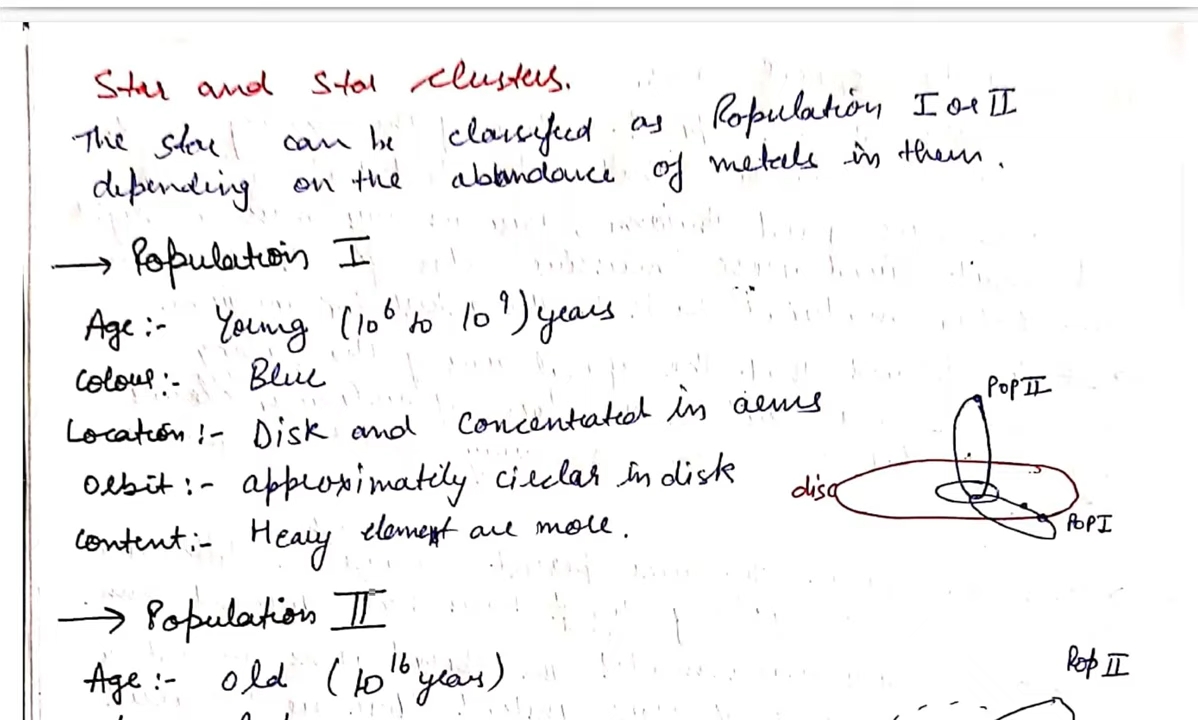 Star and Star clusters.
The star can be classified as Population I or II
depending on the abundance of metals in them.
→ Population I
Age :- Young (10⁶ to 10⁹) years
Colour :- Blue
Location :- Disk and concentrated in arms
Orbit :- approximately circlar in disk
Content :- Heavy element are more.
Pop II
disc
Pop I
→ Population II
Age :- old (10¹⁶ years)
Pop II